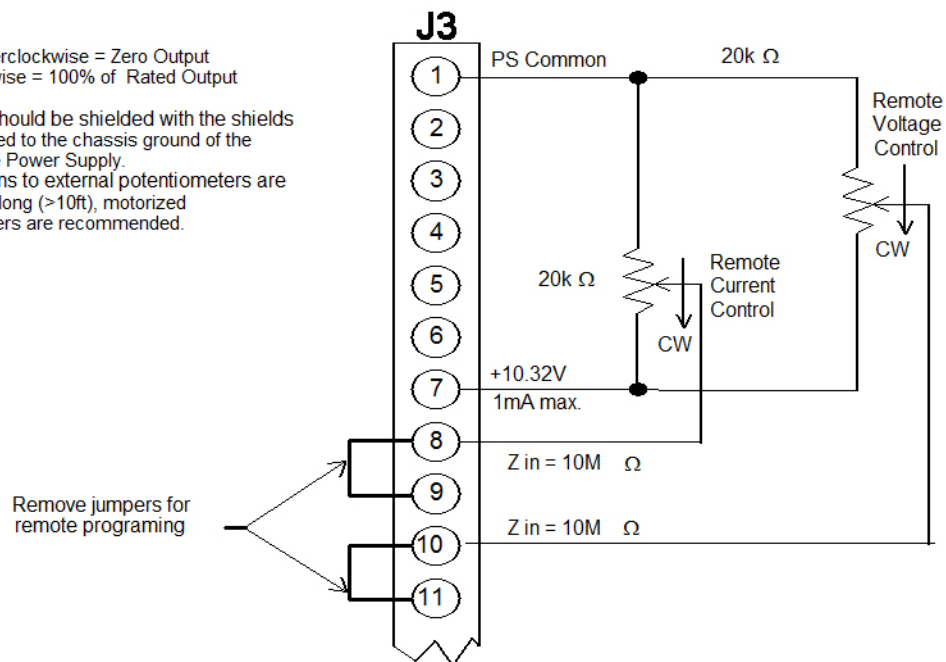 J3
erclockwise = Zero Output
wise = 100% of Rated Output
hould be shielded with the shields
ed to the chassis ground of the
e Power Supply.
ns to external potentiometers are
long (>10ft), motorized
ers are recommended.
1
2
3
4
5
6
7
8
9
10
11
PS Common
20k Ω
Remote
Voltage
Control
CW
20k Ω
Remote
Current
Control
CW
+10.32V
1mA max.
Z in = 10M Ω
Z in = 10M Ω
Remove jumpers for
remote programing